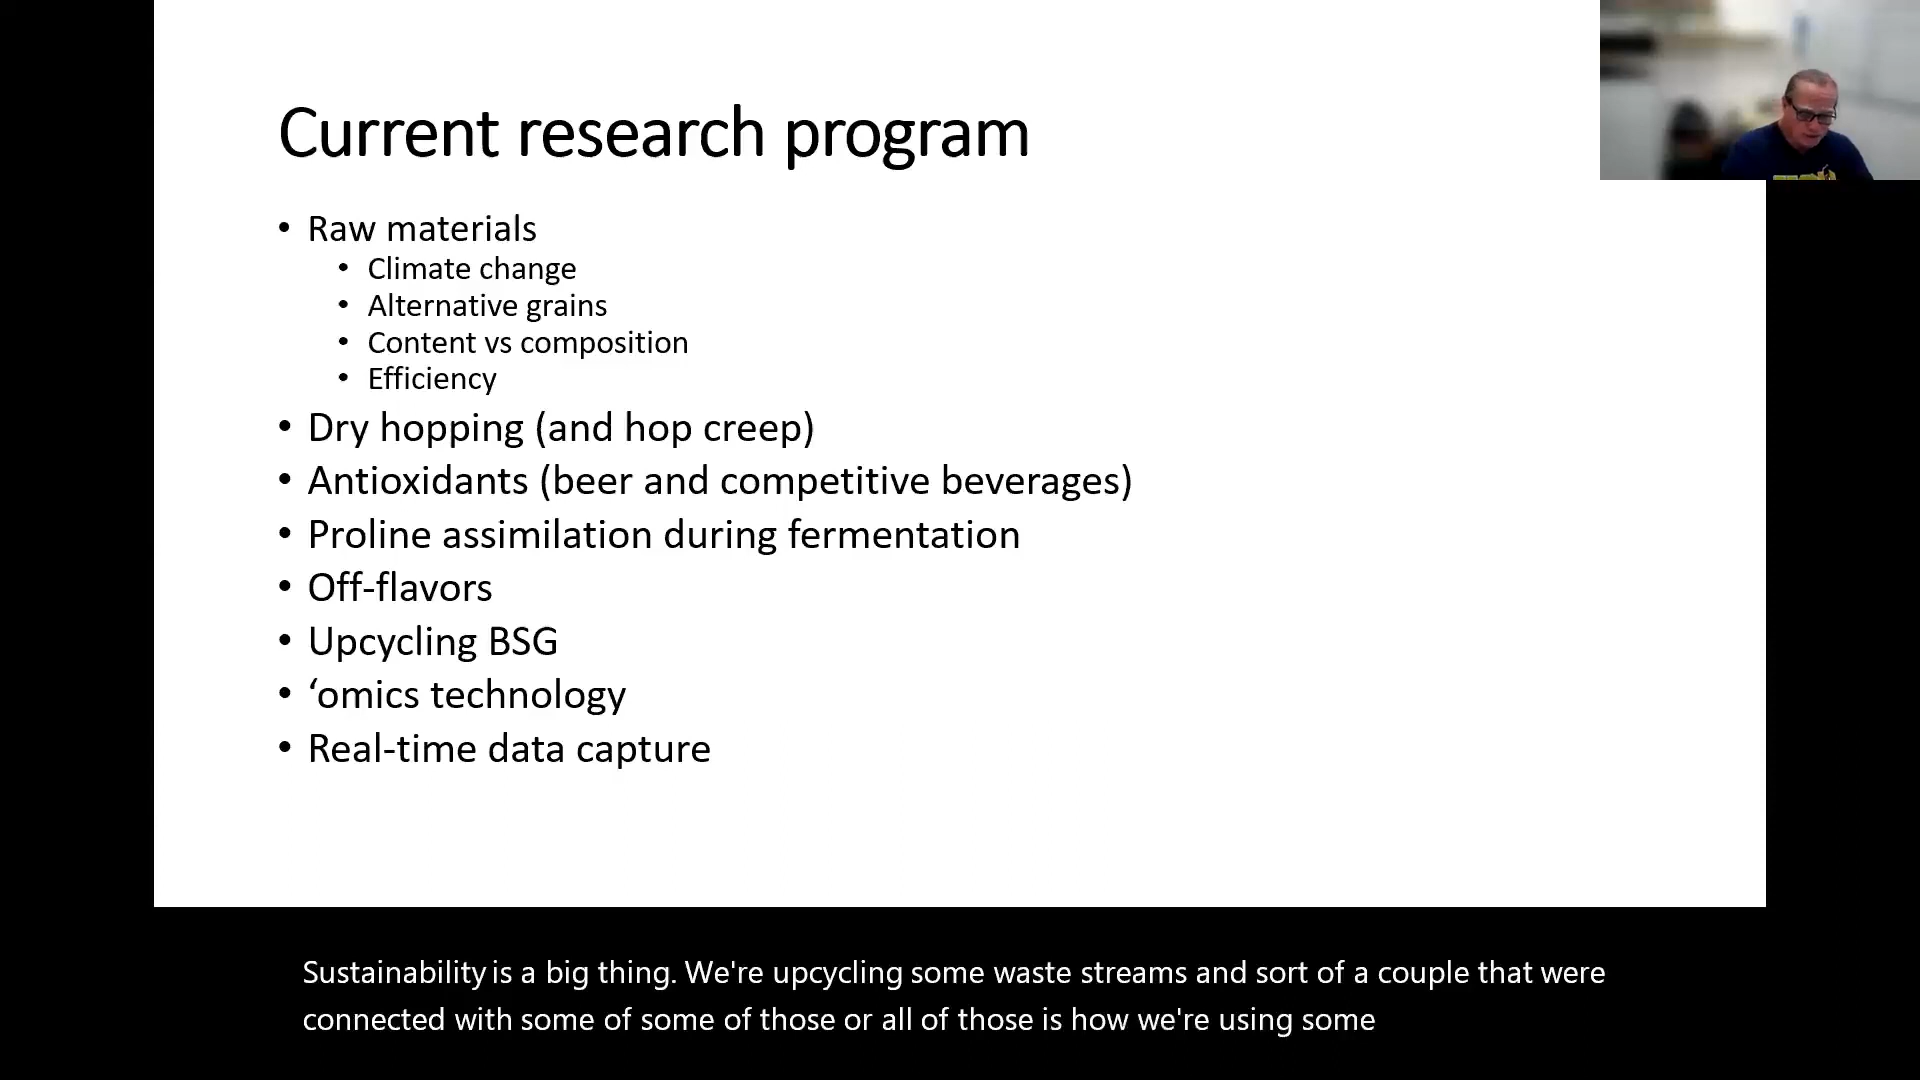 Current research program
• Raw materials
• Climate change
• Alternative grains
• Content vs composition
• Efficiency
• Dry hopping (and hop creep)
• Antioxidants (beer and competitive beverages)
• Proline assimilation during fermentation
• Off-flavors
• Upcycling BSG
• ‘omics technology
• Real-time data capture
Sustainability is a big thing. We're upcycling some waste streams and sort of a couple that were
connected with some of some of those or all of those is how we're using some